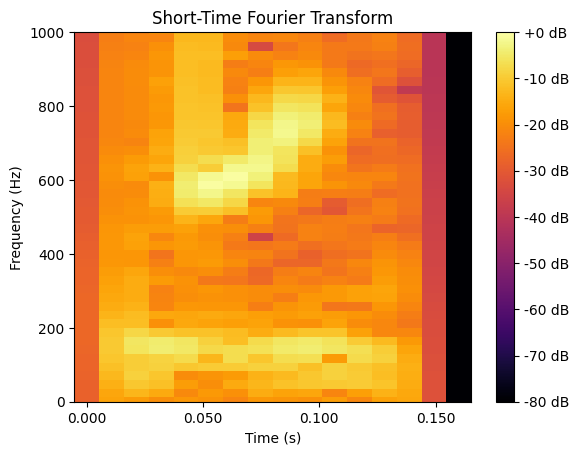 Short-Time Fourier Transform
1000
800
600
400
200
0
Frequency (Hz)
0.000
0.050
0.100
0.150
Time (s)
+0 dB
-10 dB
-20 dB
-30 dB
-40 dB
-50 dB
-60 dB
-70 dB
-80 dB